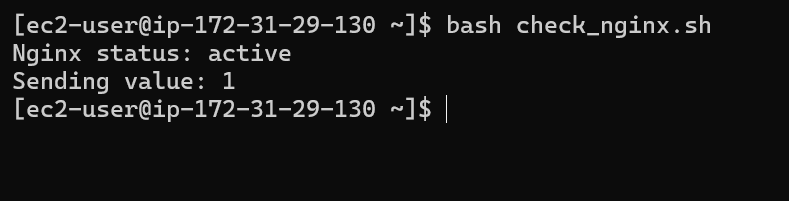 [ec2-user@ip-172-31-29-130 ~]$ bash check_nginx.sh
Nginx status: active
Sending value: 1
[ec2-user@ip-172-31-29-130 ~]$